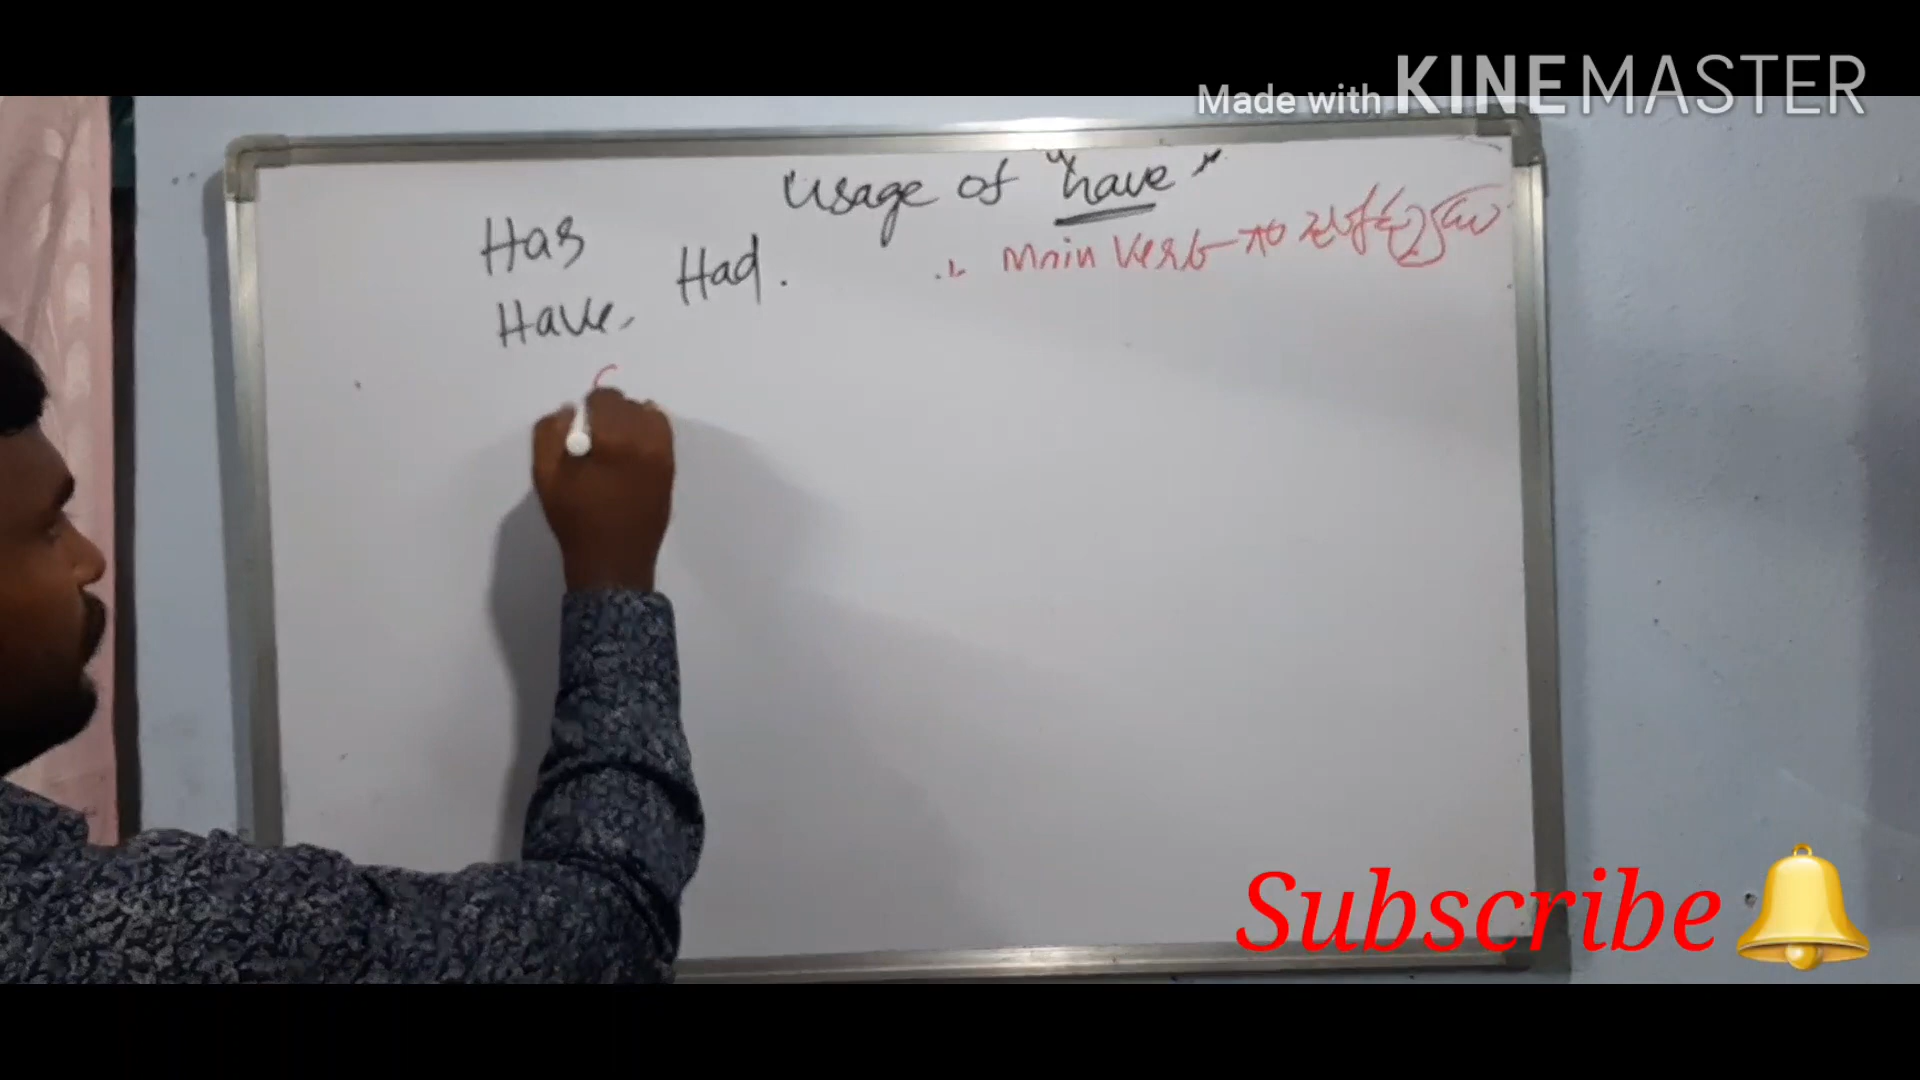 Made with KINEMASTER
Usage of "have"
Has
Had.
Have,
Main Verb
Subscribe